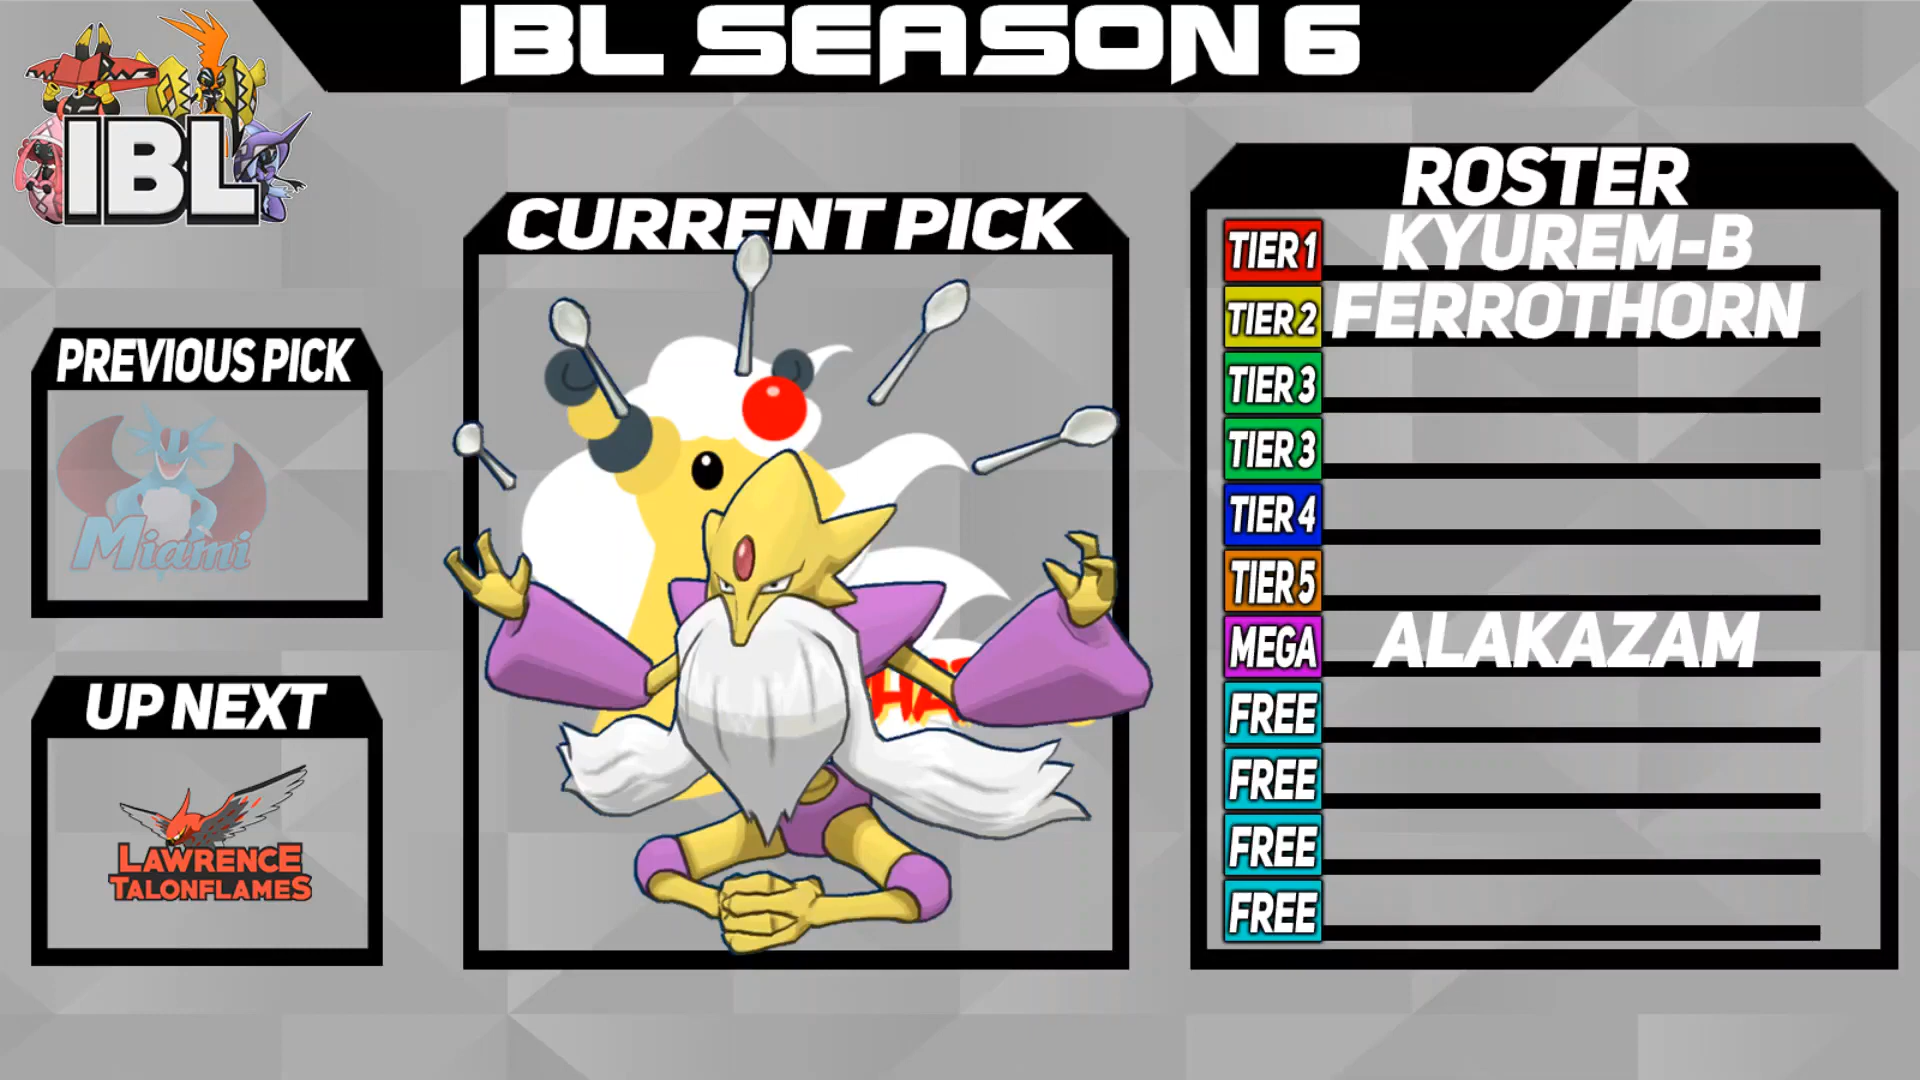 IBL SEASON 6
IBL
PREVIOUS PICK
Miami
UP NEXT
LAWRENCE
TALONFLAMES
CURRENT PICK
ROSTER
TIER 1 KYUREM-B
TIER 2 FERROTHORN
TIER 3
TIER 3
TIER 4
TIER 5
MEGA ALAKAZAM
FREE
FREE
FREE
FREE